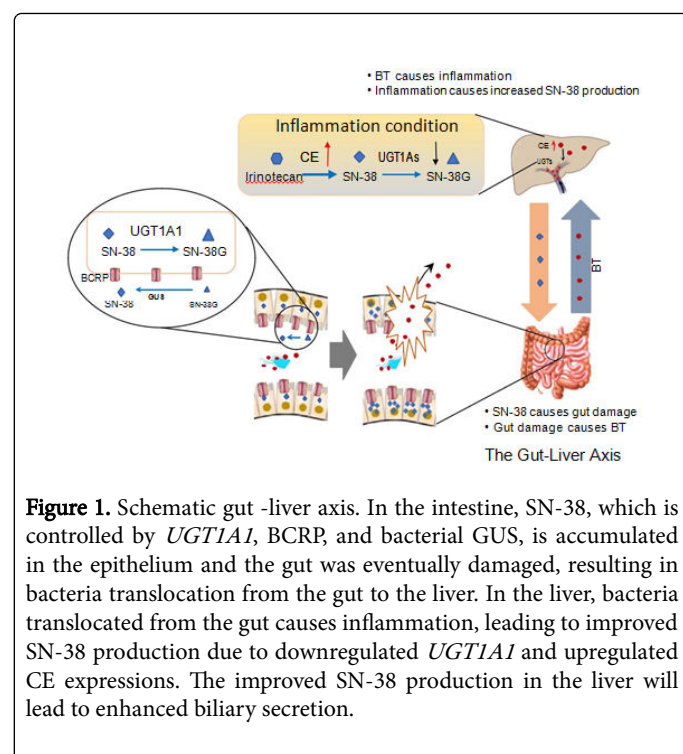 • BT causes inflammation
• Inflammation causes increased SN-38 production
Inflammation condition
CE
UGT1As
Irinotecan
SN-38
SN-38G
CE
UGTs
UGT1A1
SN-38
SN-38G
BCRP
SN-38
GUS
SN-38G
BT
• SN-38 causes gut damage
• Gut damage causes BT
The Gut-Liver Axis
Figure 1. Schematic gut -liver axis. In the intestine, SN-38, which is
controlled by UGT1A1, BCRP, and bacterial GUS, is accumulated
in the epithelium and the gut was eventually damaged, resulting in
bacteria translocation from the gut to the liver. In the liver, bacteria
translocated from the gut causes inflammation, leading to improved
SN-38 production due to downregulated UGT1A1 and upregulated
CE expressions. The improved SN-38 production in the liver will
lead to enhanced biliary secretion.